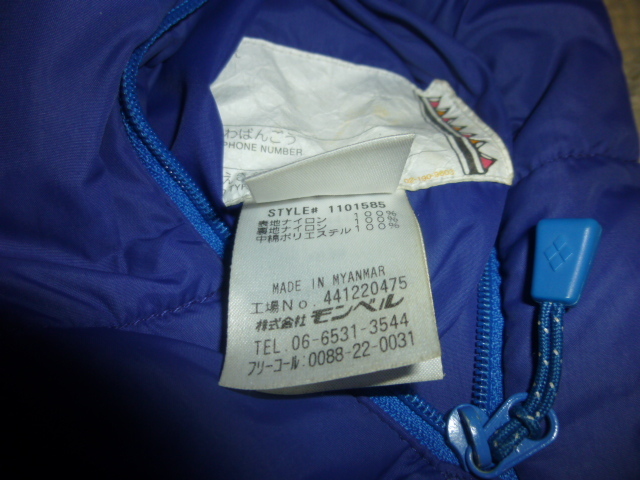 わばんごう
PHONE NUMBER
STYLE# 1101585
表地ナイロン 100%
裏地ナイロン 100%
中綿ポリエステル 100%
MADE IN MYANMAR
工場No. 441220475
株式会社モンベル
TEL. 06-6531-3544
フリーコール: 0088-22-0031